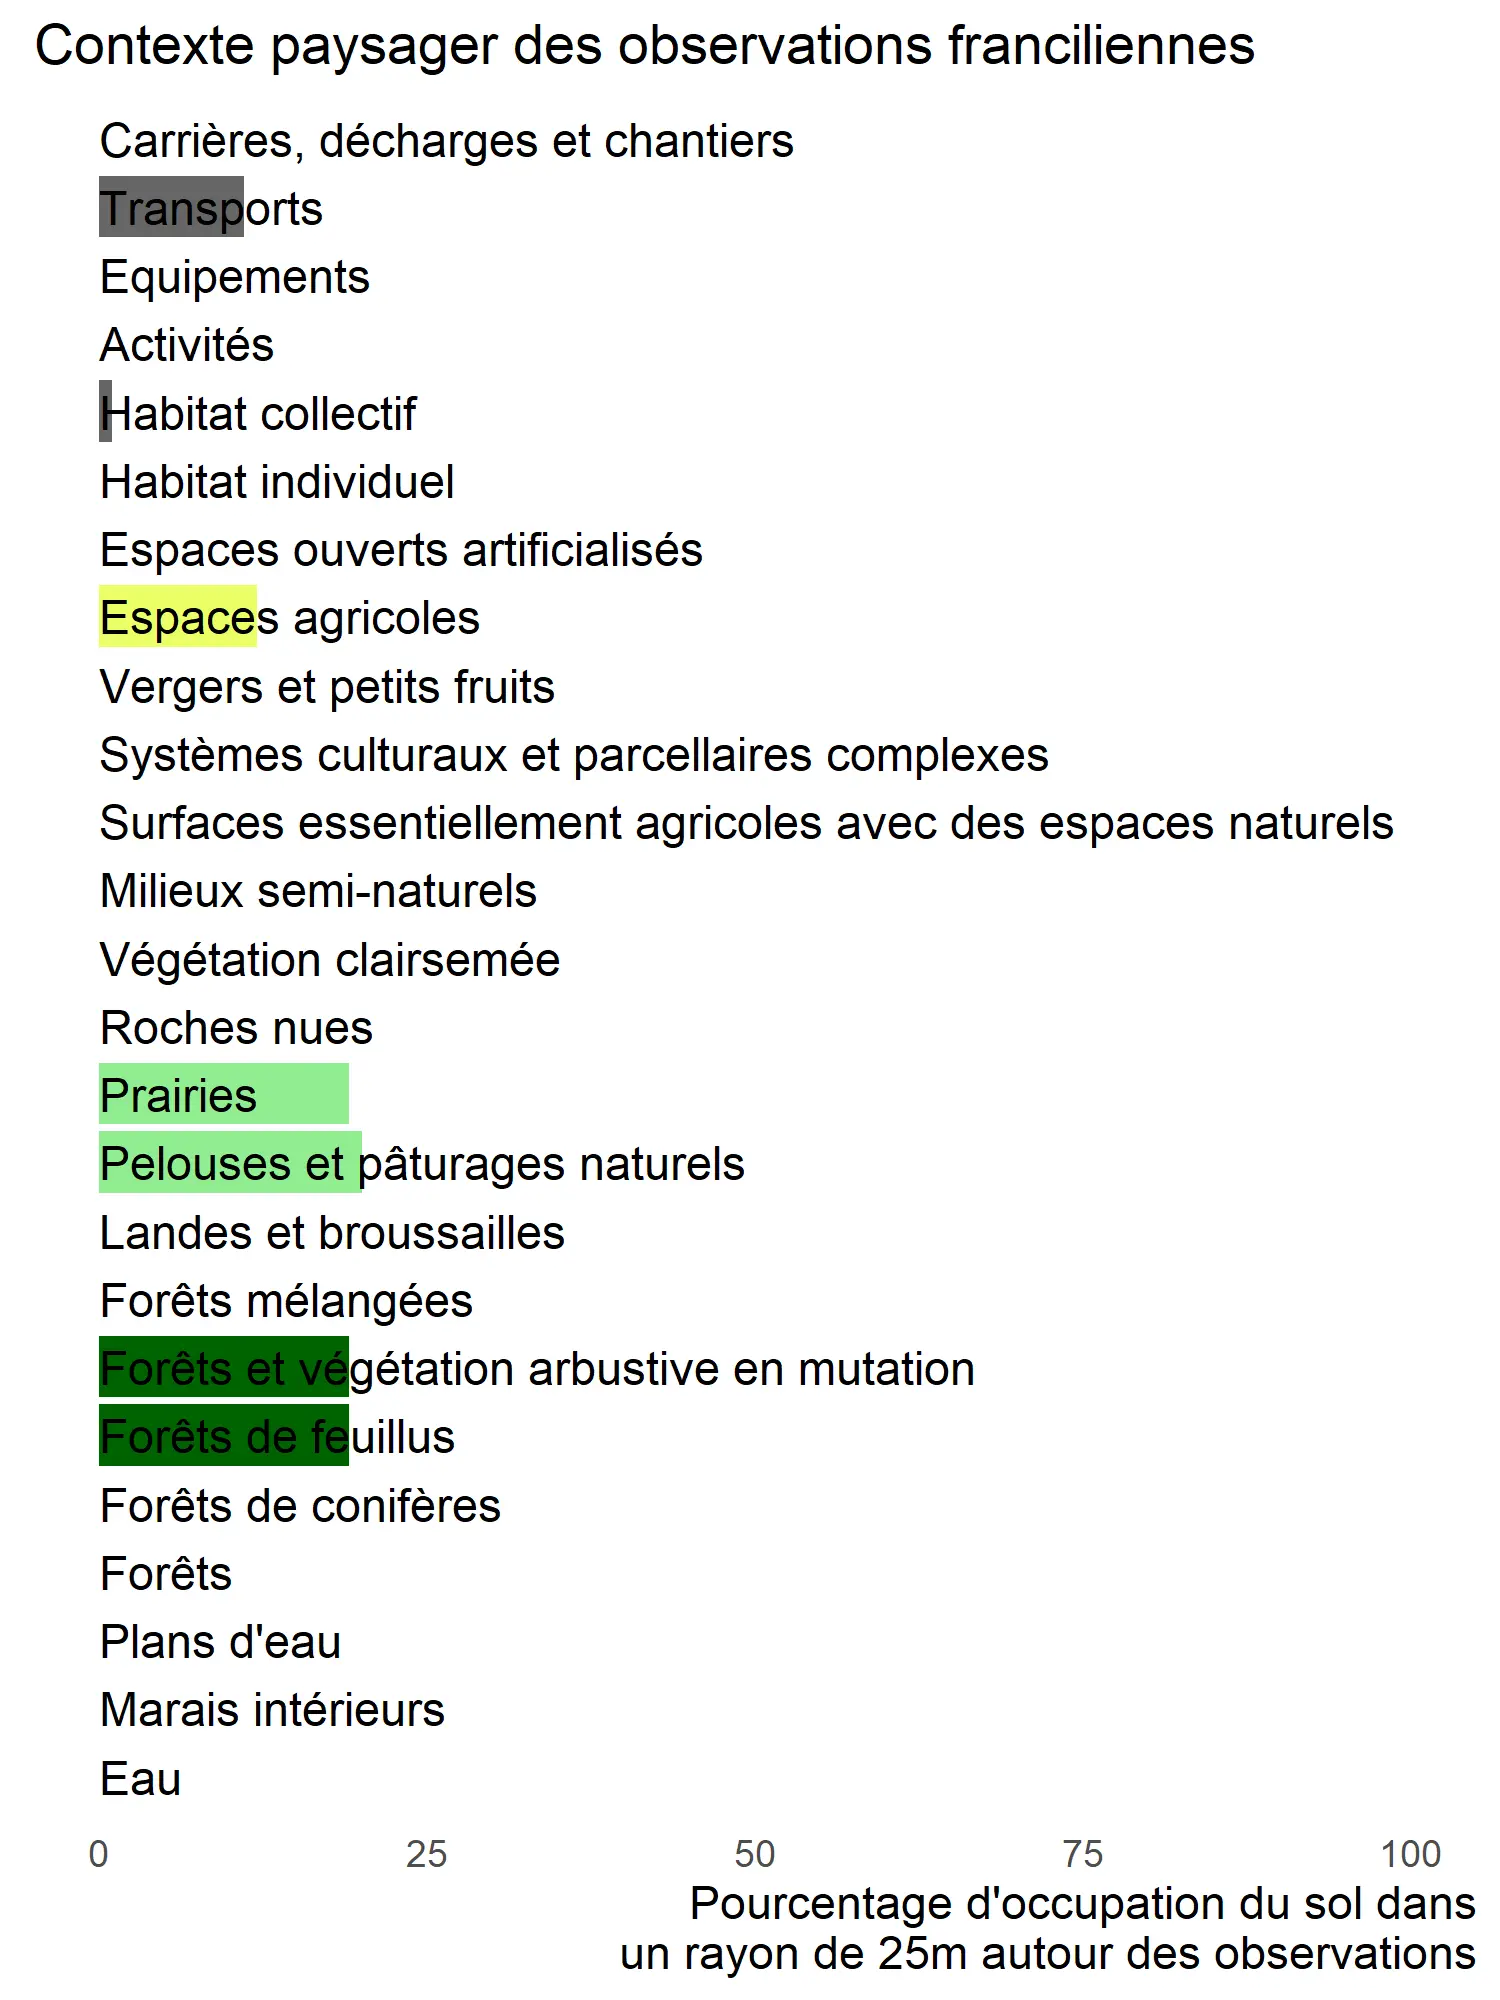 Contexte paysager des observations franciliennes
Carrières, décharges et chantiers
Transports
Equipements
Activités
Habitat collectif
Habitat individuel
Espaces ouverts artificialisés
Espaces agricoles
Vergers et petits fruits
Systèmes culturaux et parcellaires complexes
Surfaces essentiellement agricoles avec des espaces naturels
Milieux semi-naturels
Végétation clairsemée
Roches nues
Prairies
Pelouses et pâturages naturels
Landes et broussailles
Forêts mélangées
Forêts et végétation arbustive en mutation
Forêts de feuillus
Forêts de conifères
Forêts
Plans d'eau
Marais intérieurs
Eau
0 25 50 75 100
Pourcentage d'occupation du sol dans
un rayon de 25m autour des observations